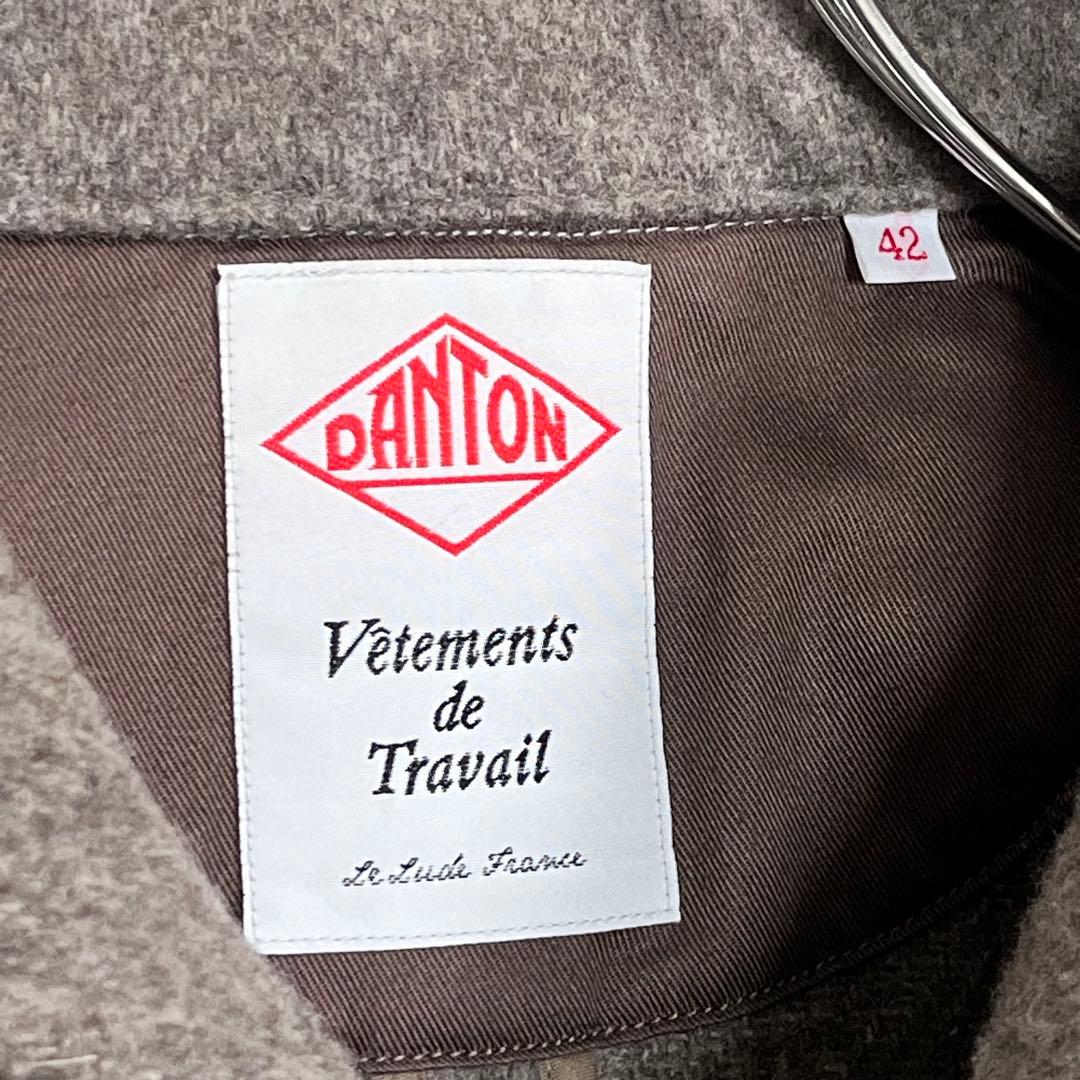 42
DANTON
Vêtements
de
Travail
Le Lude France